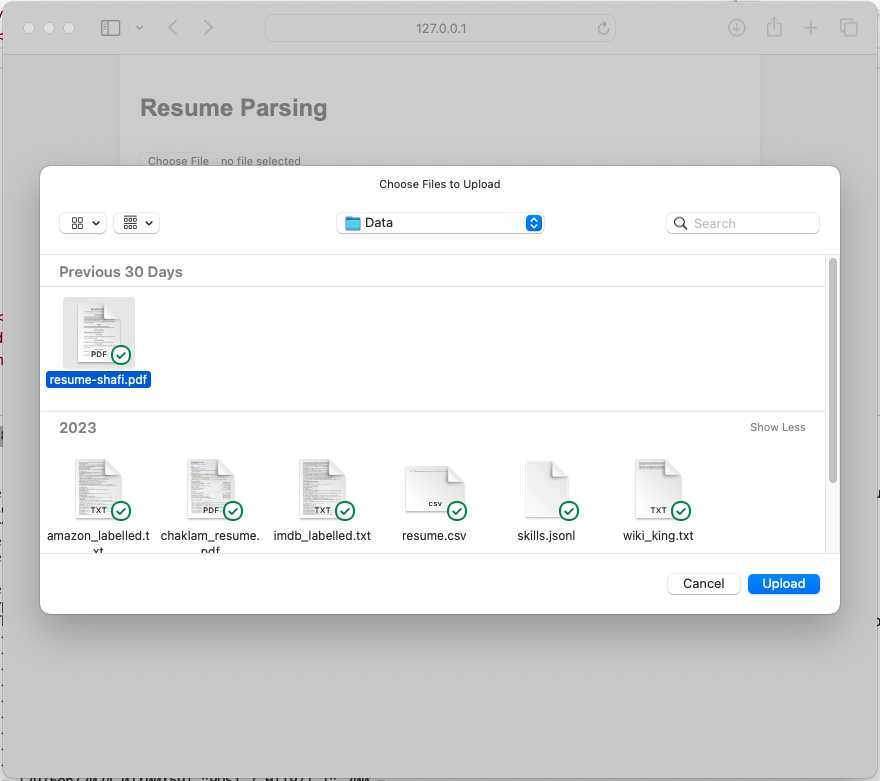 127.0.0.1
Resume Parsing
Choose File no file selected
Choose Files to Upload
Data
Search
Previous 30 Days
PDF
resume-shafi.pdf
2023
Show Less
TXT
PDF
TXT
csv
TXT
amazon_labelled.t
xt
chaklam_resume.
pdf
imdb_labelled.txt
resume.csv
skills.jsonl
wiki_king.txt
Cancel
Upload